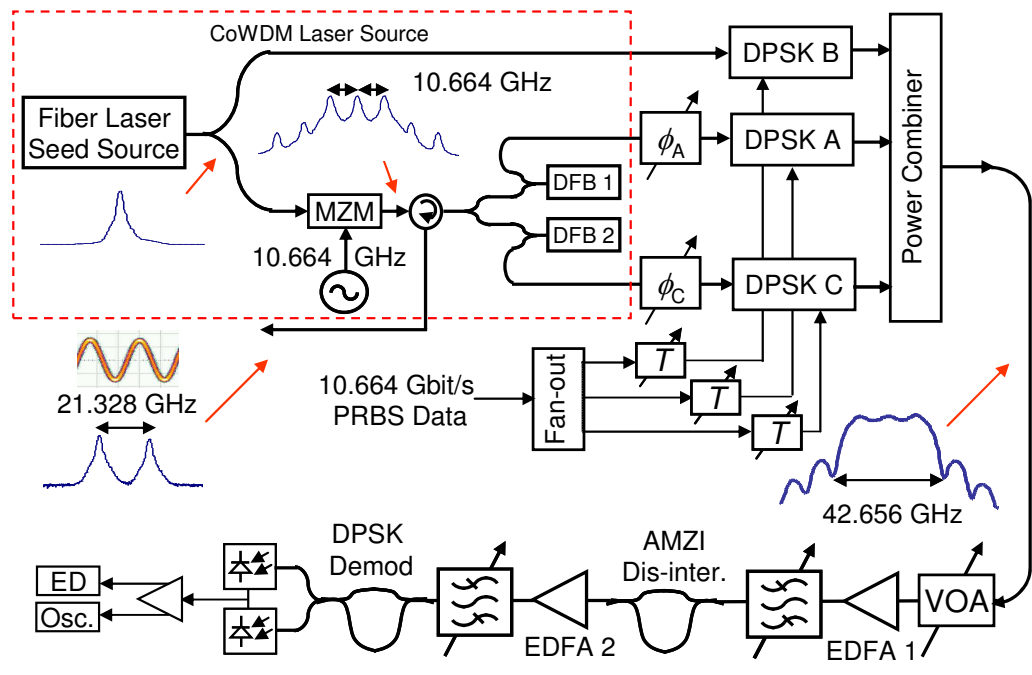 CoWDM Laser Source
DPSK B
10.664 GHz
Fiber Laser
Seed Source
ϕA
DPSK A
DFB 1
MZM
DFB 2
10.664 GHz
ϕC
DPSK C
Power Combiner
21.328 GHz
10.664 Gbit/s
PRBS Data
Fan-out
T
T
T
42.656 GHz
DPSK
Demod
AMZI
Dis-inter.
ED
Osc.
EDFA 2
EDFA 1
VOA